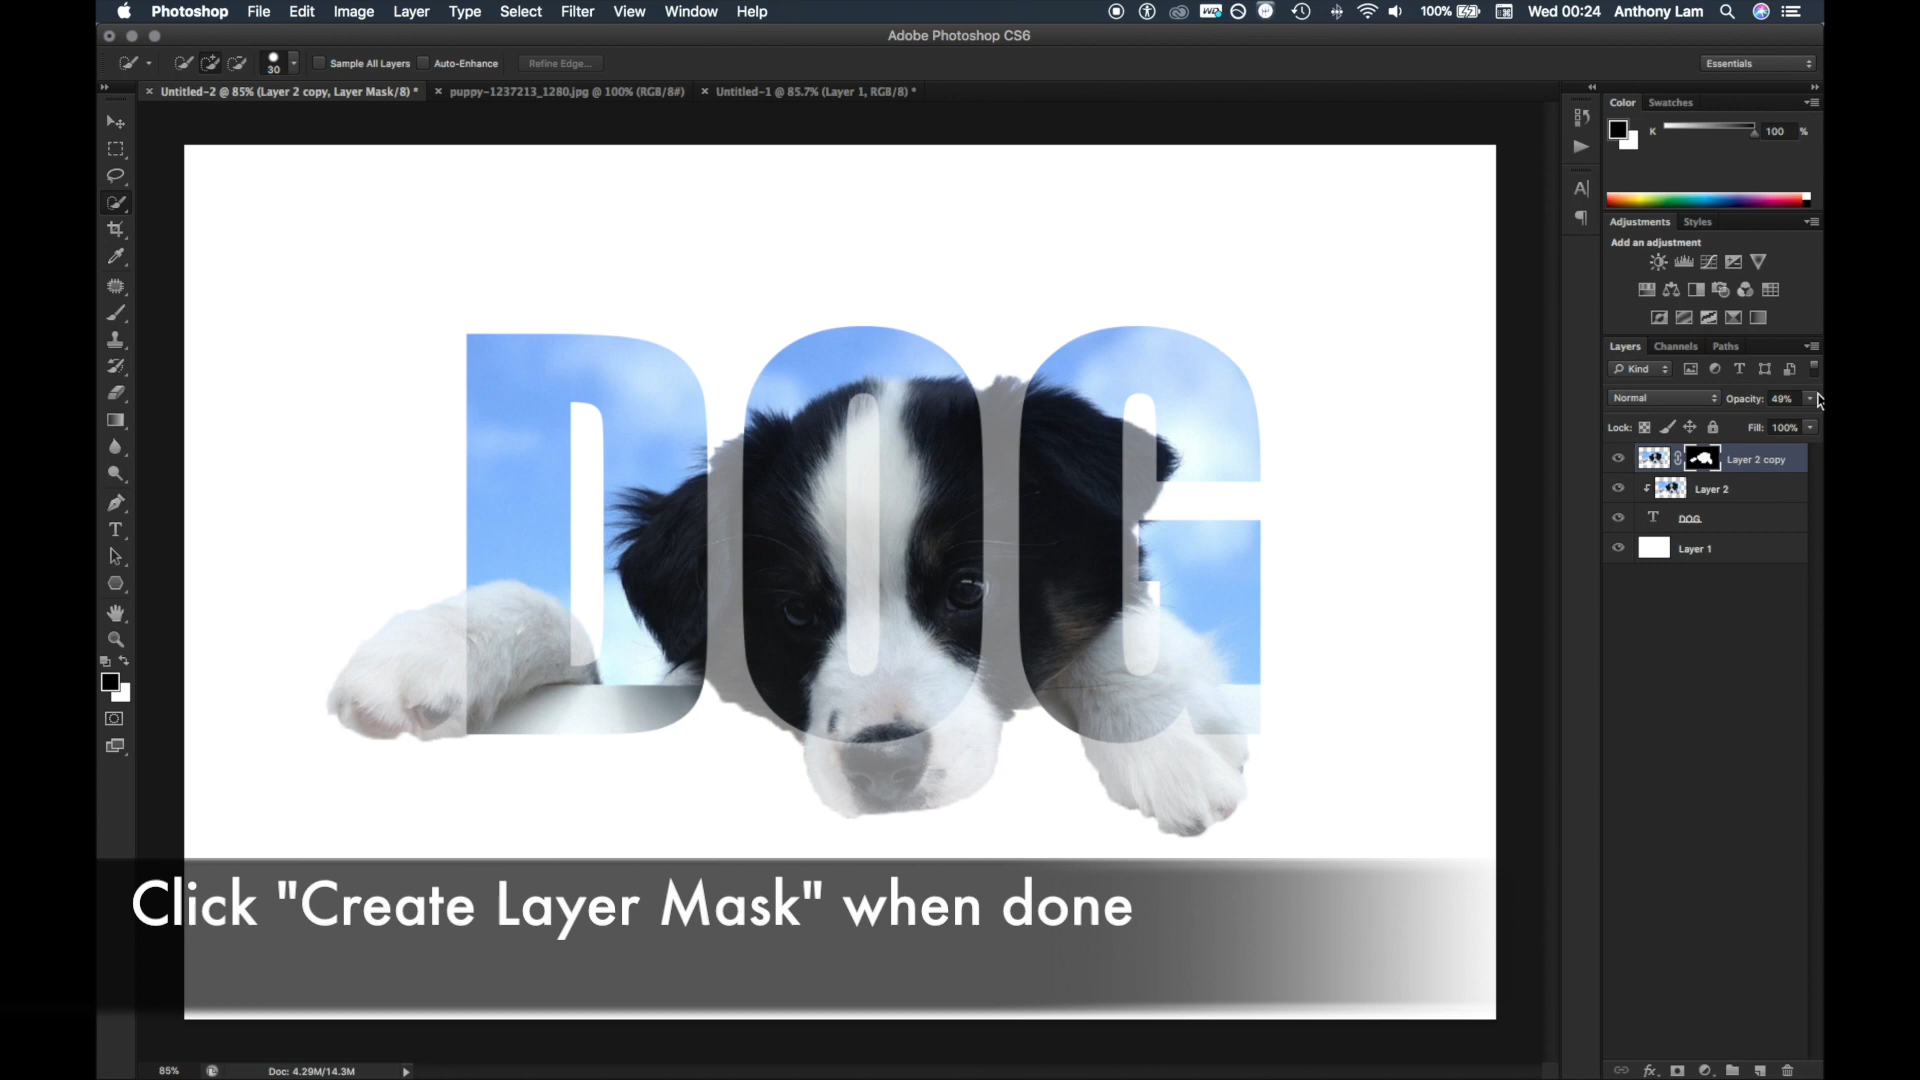 Photoshop File Edit Image Layer Type Select Filter View Window Help 100% Wed 00:24 Anthony Lam
Adobe Photoshop CS6
30 Sample All Layers Auto-Enhance Refine Edge... Essentials
Untitled-2 @ 85% (Layer 2 copy, Layer Mask/8) * puppy-1237213_1280.jpg @ 100% (RGB/8#) Untitled-1 @ 85.7% (Layer 1, RGB/8) *
Color Swatches
K 100 %
Adjustments Styles
Add an adjustment
Layers Channels Paths
Kind
Normal Opacity: 49%
Lock: Fill: 100%
Layer 2 copy
Layer 2
DOG
Layer 1
DOG
Click "Create Layer Mask" when done
85% Doc: 4.29M/14.3M